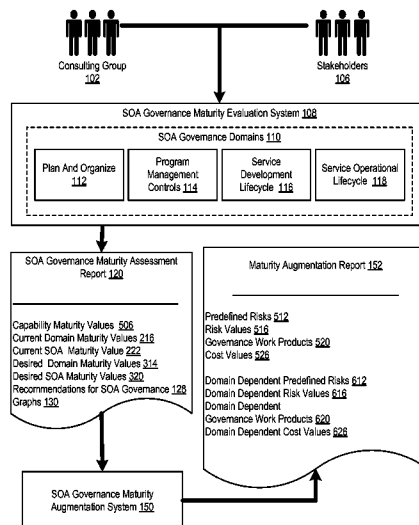 Consulting Group
102
Stakeholders
106
SOA Governance Maturity Evaluation System 108
SOA Governance Domains 110
Plan And Organize
112
Program
Management
Controls 114
Service
Development
Lifecycle 116
Service Operational
Lifecycle 118
SOA Governance Maturity Assessment
Report 120
Capability Maturity Values 506
Current Domain Maturity Values 216
Current SOA Maturity Value 222
Desired Domain Maturity Values 314
Desired SOA Maturity Values 320
Recommendations for SOA Governance 128
Graphs 130
Maturity Augmentation Report 152
Predefined Risks 512
Risk Values 516
Governance Work Products 520
Cost Values 526
Domain Dependent Predefined Risks 612
Domain Dependent Risk Values 616
Domain Dependent
Governance Work Products 620
Domain Dependent Cost Values 626
SOA Governance Maturity
Augmentation System 150